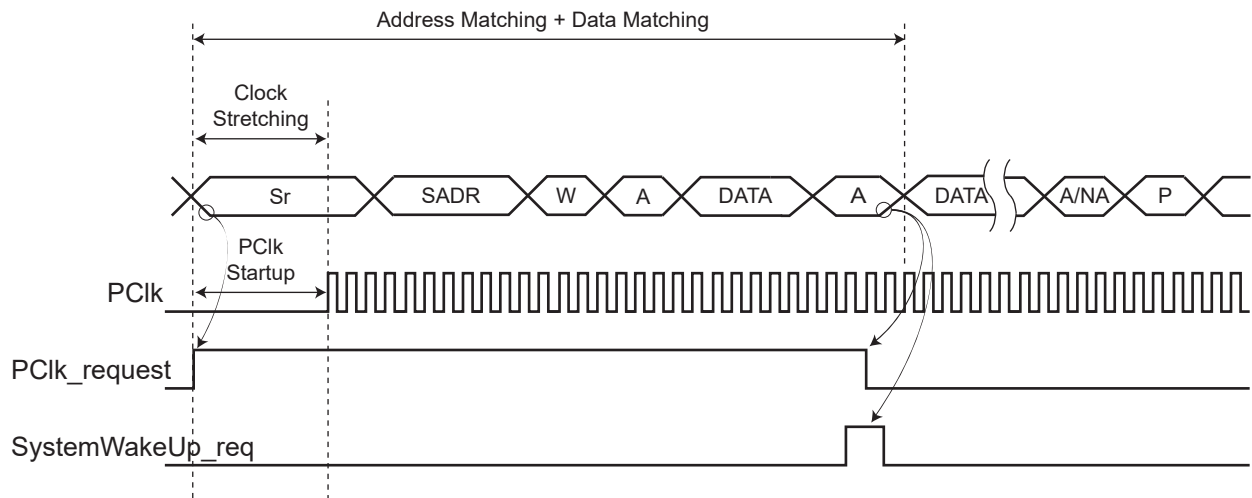 Address Matching + Data Matching
Clock
Stretching
Sr
SADR
W
A
DATA
A
DATA
A/NA
P
PClk
Startup
PClk
PClk_request
SystemWakeUp_req